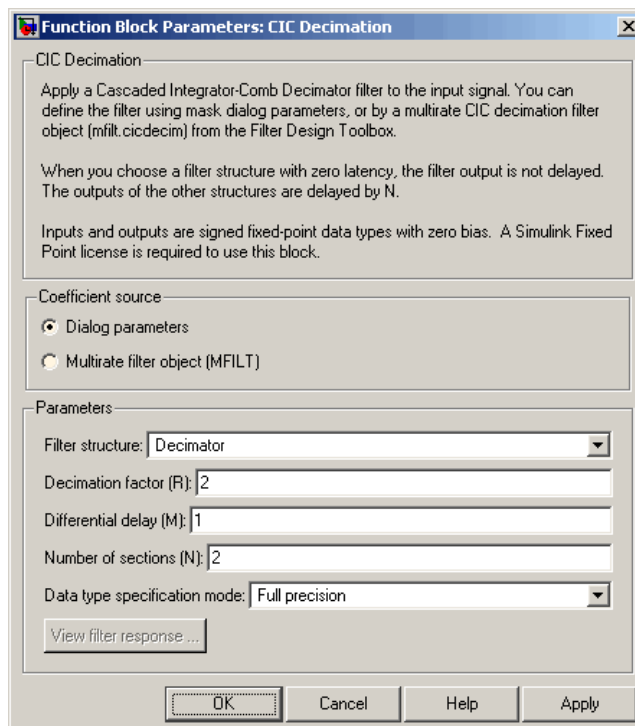 Function Block Parameters: CIC Decimation
CIC Decimation
Apply a Cascaded Integrator-Comb Decimator filter to the input signal. You can
define the filter using mask dialog parameters, or by a multirate CIC decimation filter
object (mfilt.cicdecim) from the Filter Design Toolbox.
When you choose a filter structure with zero latency, the filter output is not delayed.
The outputs of the other structures are delayed by N.
Inputs and outputs are signed fixed-point data types with zero bias. A Simulink Fixed
Point license is required to use this block.
Coefficient source
Dialog parameters
Multirate filter object (MFILT)
Parameters
Filter structure: Decimator
Decimation factor (R): 2
Differential delay (M): 1
Number of sections (N): 2
Data type specification mode: Full precision
View filter response ...
OK Cancel Help Apply